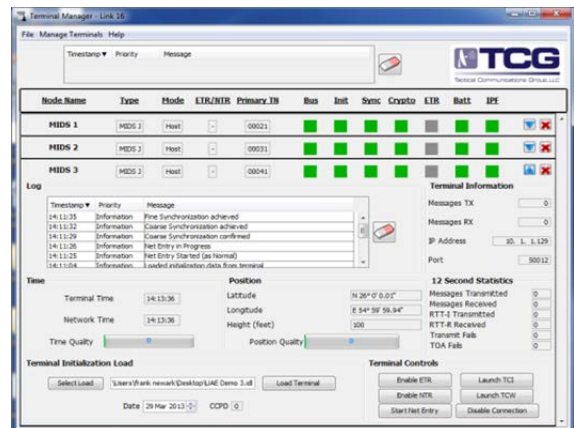 Terminal Manager - Link 16
File Manage Terminals Help
Timestamp ▼ Priority Message
TCG
Tactical Communications Group, LLC
Node Name Type Mode ETR/NTR Primary TN Bus Init Sync Crypto ETR Batt IPF
MIDS 1 MIDS J Host - 00021
MIDS 2 MIDS J Host - 00031
MIDS 3 MIDS J Host - 00041
Log
Timestamp ▼ Priority Message
14:11:35 Information Fine Synchronization achieved
14:11:32 Information Coarse Synchronization achieved
14:11:29 Information Coarse Synchronization confirmed
14:11:26 Information Net Entry in Progress
14:11:25 Information Net Entry Started (as Normal)
14:11:04 Information Loaded initialization data from terminal
Terminal Information
Messages TX 0
Messages RX 0
IP Address 10. 1. 1.129
Port 50012
Time
Terminal Time 14:13:36
Network Time 14:13:36
Time Quality 0
Position
Latitude N 26° 0' 0.01"
Longitude E 54° 59' 59.94"
Height (feet) 100
Position Quality 0
12 Second Statistics
Messages Transmitted 0
Messages Received 0
RTT-I Transmitted 0
RTT-R Received 0
Transmit Fails 0
TOA Fails 0
Terminal Initialization Load
Select Load \Users\frank newark\Desktop\UAE Demo 3.idl Load Terminal
Date 29 Mar 2013 CCPD 0
Terminal Controls
Enable ETR Launch TCI
Enable NTR Launch TCW
Start Net Entry Disable Connection